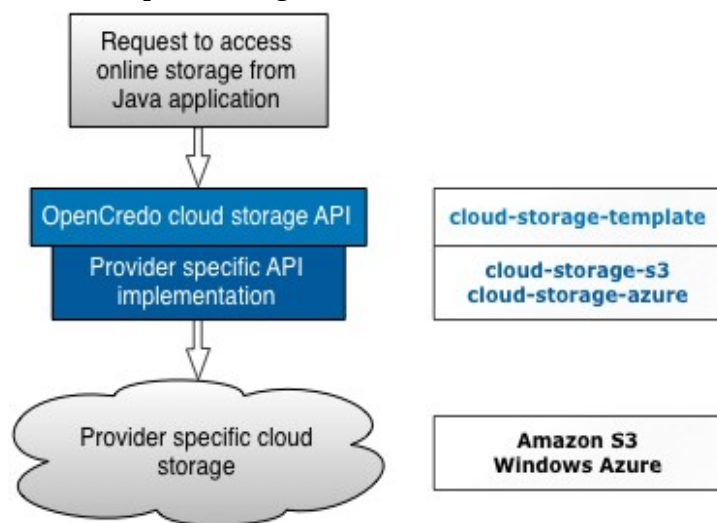 Request to access
online storage from
Java application
OpenCredo cloud storage API
cloud-storage-template
Provider specific API
implementation
cloud-storage-s3
cloud-storage-azure
Provider specific cloud
storage
Amazon S3
Windows Azure